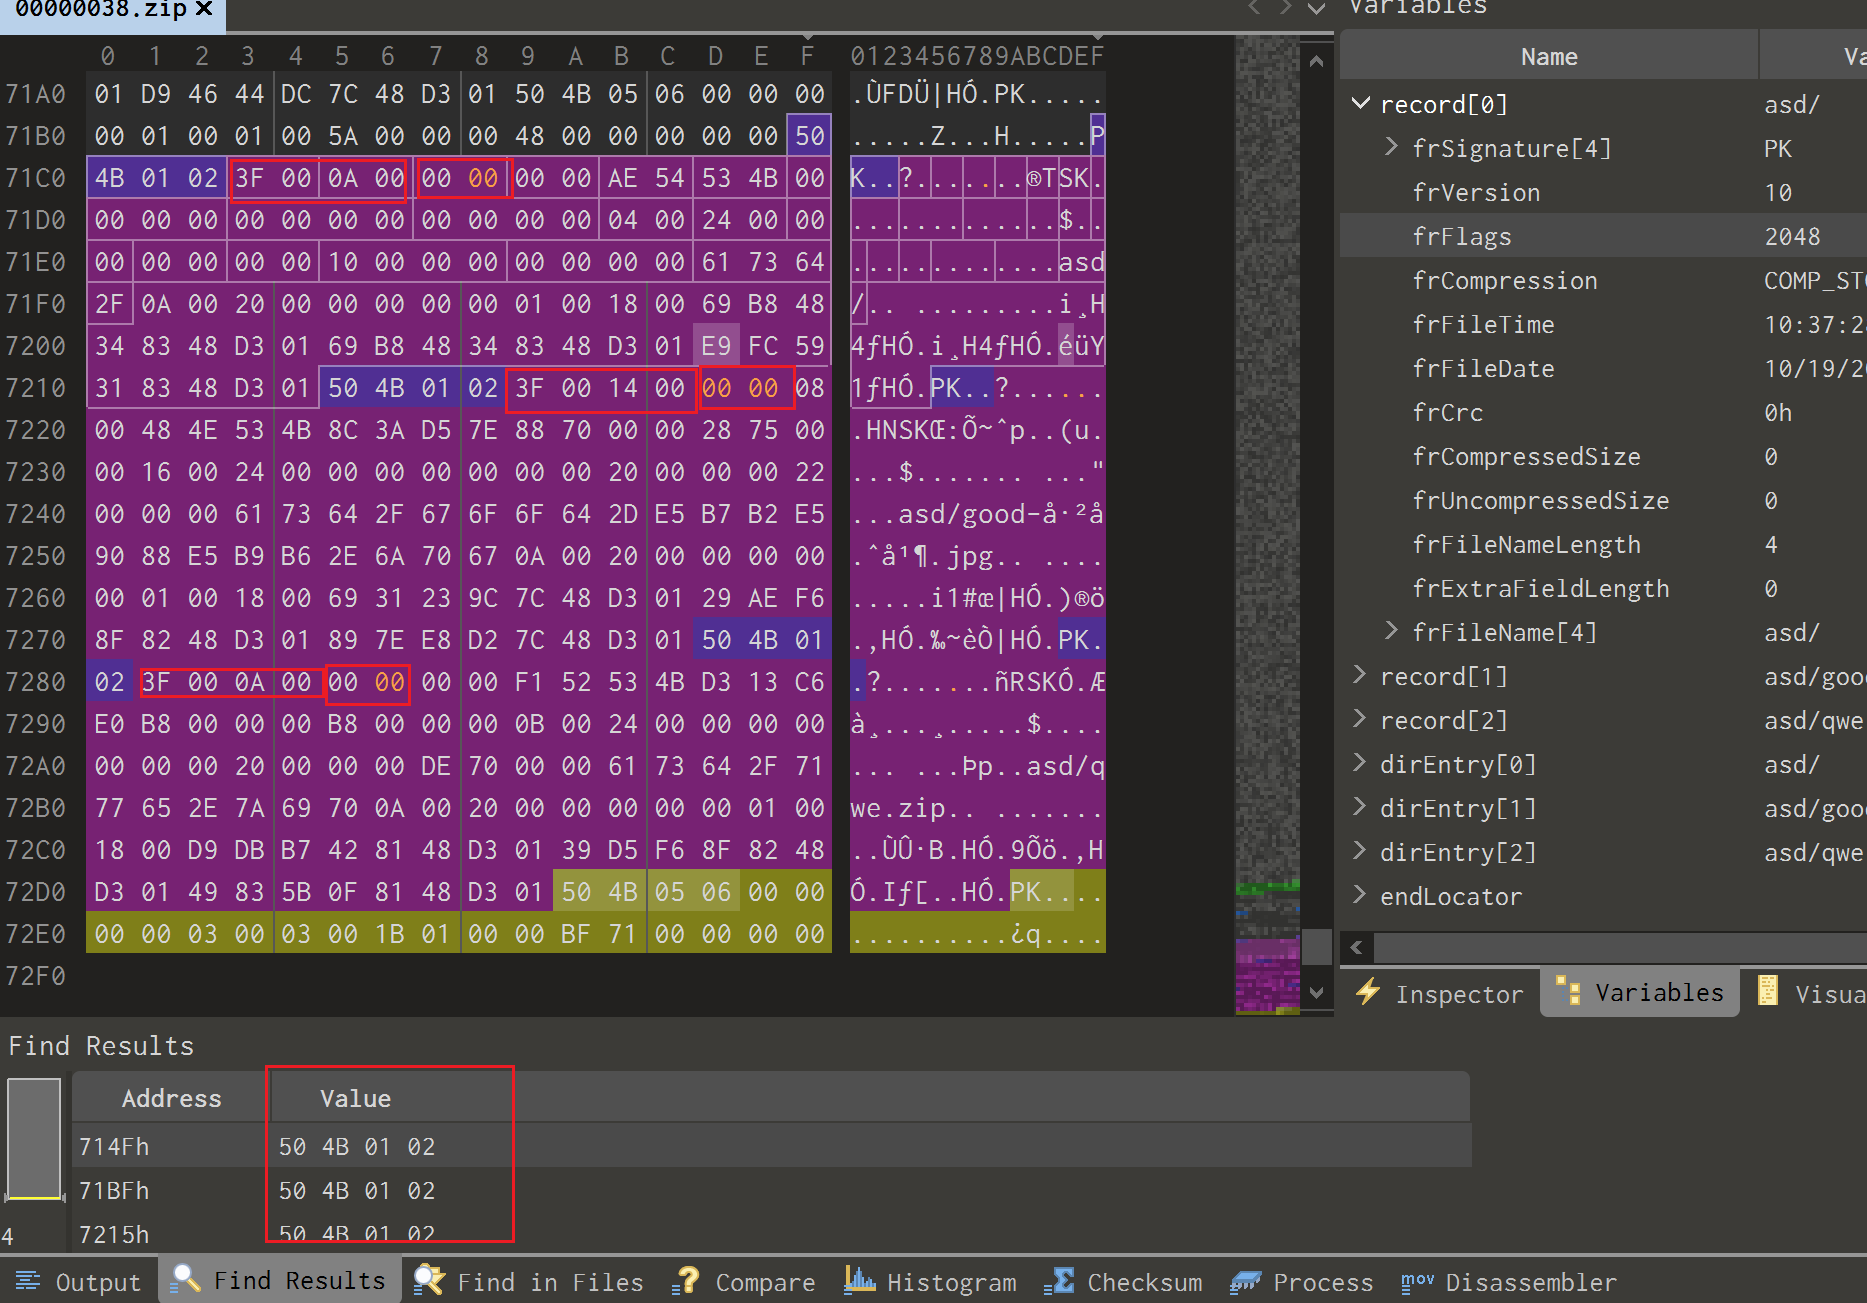 00000038.zip ×
Variables
0 1 2 3 4 5 6 7 8 9 A B C D E F 0123456789ABCDEF
71A0 01 D9 46 44 DC 7C 48 D3 01 50 4B 05 06 00 00 00 .ÙFDÜ|HÓ.PK.....
71B0 00 01 00 01 00 5A 00 00 00 48 00 00 00 00 00 50 .....Z...H.....P
71C0 4B 01 02 3F 00 0A 00 00 00 00 00 AE 54 53 4B 00 K..?.......®TSK.
71D0 00 00 00 00 00 00 00 00 00 00 00 04 00 24 00 00 .............$..
71E0 00 00 00 00 00 10 00 00 00 00 00 00 00 61 73 64 .............asd
71F0 2F 0A 00 20 00 00 00 00 00 01 00 18 00 69 B8 48 /.. .........i¸H
7200 34 83 48 D3 01 69 B8 48 34 83 48 D3 01 E9 FC 59 4ƒHÓ.i¸H4ƒHÓ.éüY
7210 31 83 48 D3 01 50 4B 01 02 3F 00 14 00 00 00 08 1ƒHÓ.PK..?......
7220 00 48 4E 53 4B 8C 3A D5 7E 88 70 00 00 28 75 00 .HNSKŒ:Õ~ˆp..(u.
7230 00 16 00 24 00 00 00 00 00 00 00 20 00 00 00 22 ...$....... ..."
7240 00 00 00 61 73 64 2F 67 6F 6F 64 2D E5 B7 B2 E5 ...asd/good-å·²å
7250 90 88 E5 B9 B6 2E 6A 70 67 0A 00 20 00 00 00 00 .ˆå¹¶.jpg.. ....
7260 00 01 00 18 00 69 31 23 9C 7C 48 D3 01 29 AE F6 .....i1#œ|HÓ.)®ö
7270 8F 82 48 D3 01 89 7E E8 D2 7C 48 D3 01 50 4B 01 .‚HÓ.‰~èÒ|HÓ.PK.
7280 02 3F 00 0A 00 00 00 00 00 F1 52 53 4B D3 13 C6 .?.......ñRSKÓ.Æ
7290 E0 B8 00 00 00 B8 00 00 00 0B 00 24 00 00 00 00 à¸...¸.....$....
72A0 00 00 00 20 00 00 00 DE 70 00 00 61 73 64 2F 71 ... ...Þp..asd/q
72B0 77 65 2E 7A 69 70 0A 00 20 00 00 00 00 00 01 00 we.zip.. .......
72C0 18 00 D9 DB B7 42 81 48 D3 01 39 D5 F6 8F 82 48 ..ÙÛ·B.HÓ.9Õö.‚H
72D0 D3 01 49 83 5B 0F 81 48 D3 01 50 4B 05 06 00 00 Ó.Iƒ[..HÓ.PK....
72E0 00 00 03 00 03 00 1B 01 00 00 BF 71 00 00 00 00 ..........¿q....
72F0
Name Va
record[0] asd/
frSignature[4] PK
frVersion 10
frFlags 2048
frCompression COMP_STO
frFileTime 10:37:2
frFileDate 10/19/20
frCrc 0h
frCompressedSize 0
frUncompressedSize 0
frFileNameLength 4
frExtraFieldLength 0
frFileName[4] asd/
record[1] asd/goo
record[2] asd/qwe
dirEntry[0] asd/
dirEntry[1] asd/goo
dirEntry[2] asd/qwe
endLocator
Inspector Variables Visua
Find Results
Address Value
714Fh 50 4B 01 02
71BFh 50 4B 01 02
7215h 50 4B 01 02
4
Output Find Results Find in Files Compare Histogram Checksum Process mov Disassembler